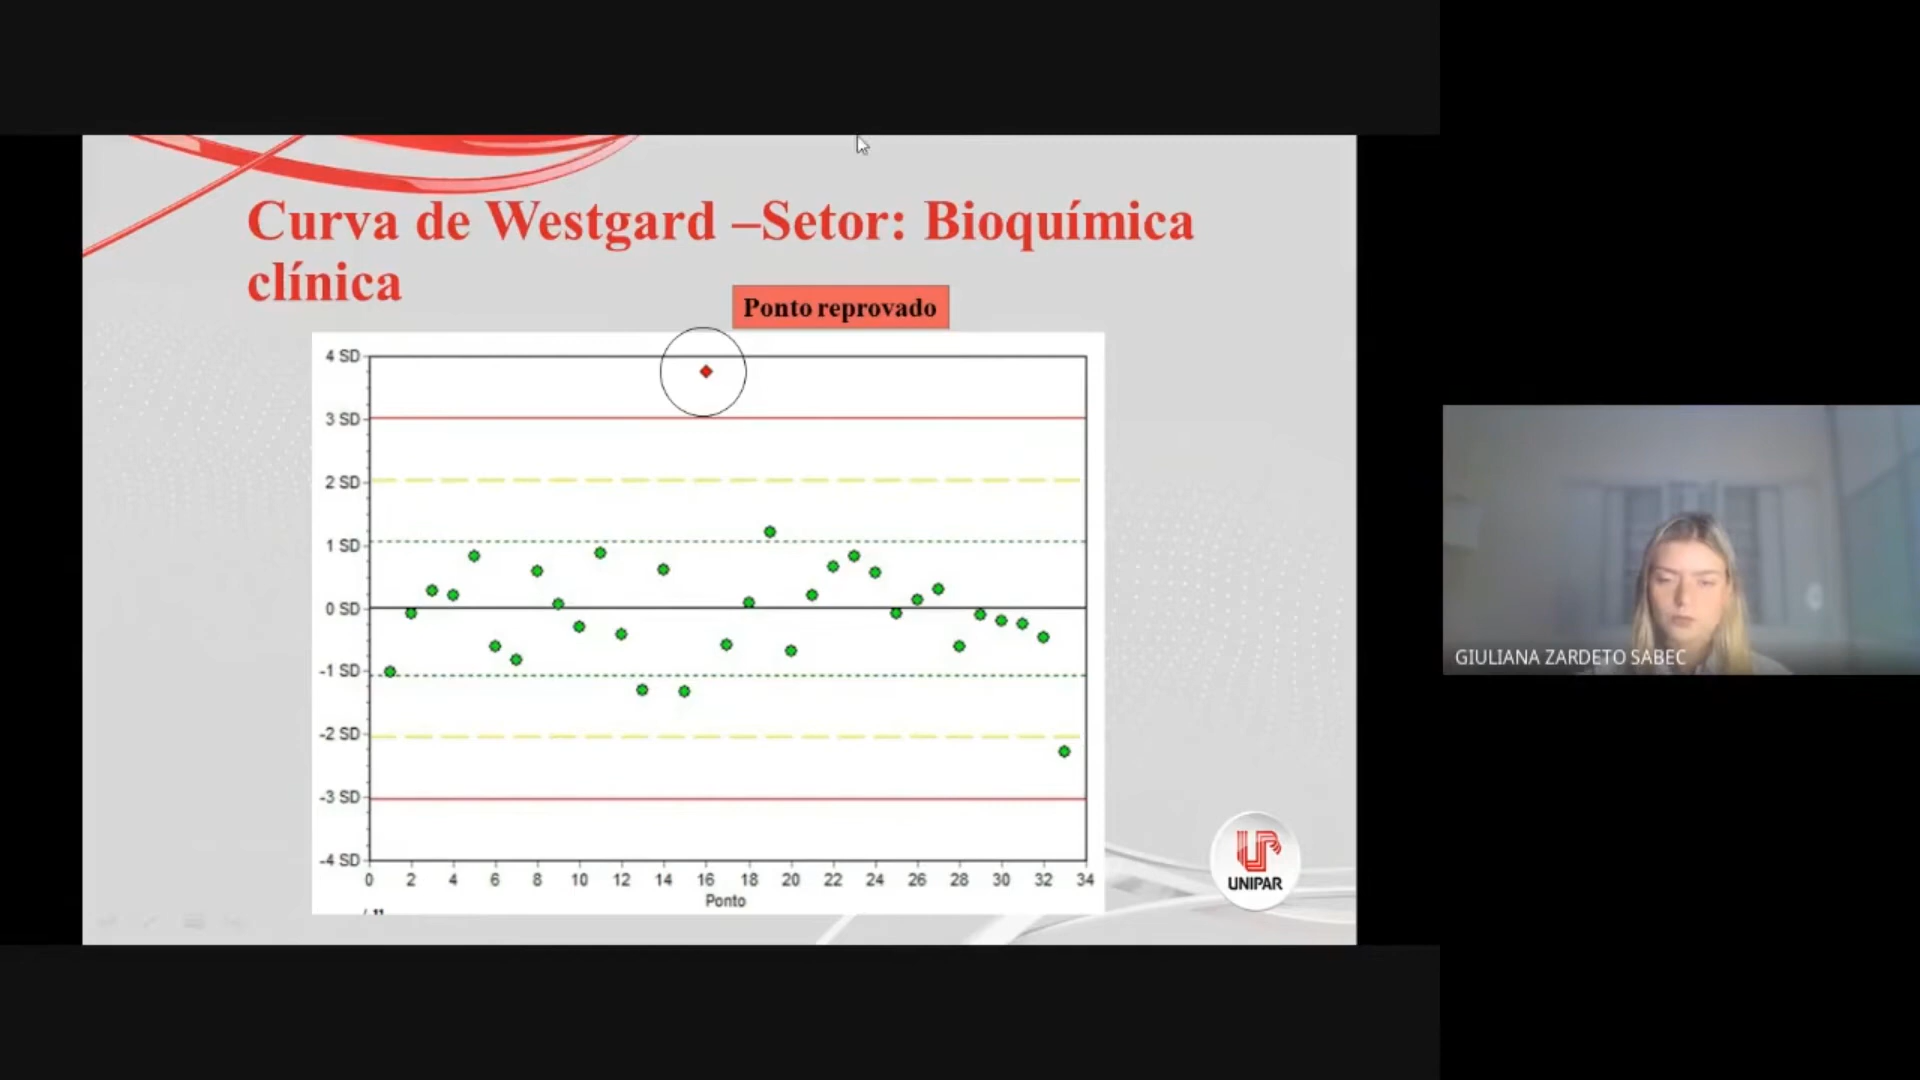 Curva de Westgard –Setor: Bioquímica
clínica
Ponto reprovado
4 SD
3 SD
2 SD
1 SD
0 SD
-1 SD
-2 SD
-3 SD
-4 SD
0 2 4 6 8 10 12 14 16 18 20 22 24 26 28 30 32 34
Ponto
UNIPAR
GIULIANA ZARDETO SABEC